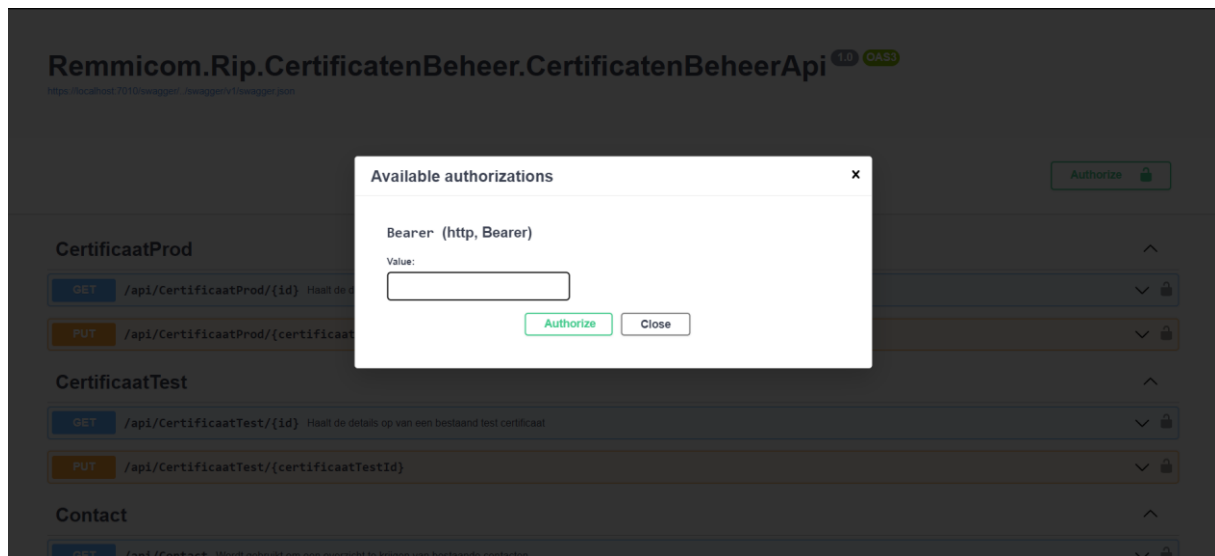 Remmicom.Rip.CertificatenBeheer.CertificatenBeheerApi 1.0 OAS3
https://localhost:7010/swagger/../swagger/v1/swagger.json
Available authorizations x
Authorize
Bearer (http, Bearer)
Value:
Authorize Close
CertificaatProd
GET /api/CertificaatProd/{id} Haalt de d
PUT /api/CertificaatProd/{certificaat
CertificaatTest
GET /api/CertificaatTest/{id} Haalt de details op van een bestaand test certificaat
PUT /api/CertificaatTest/{certificaatTestId}
Contact
GET /api/Contact Wordt gebruikt om een overzicht te krijgen van bestaande contacten